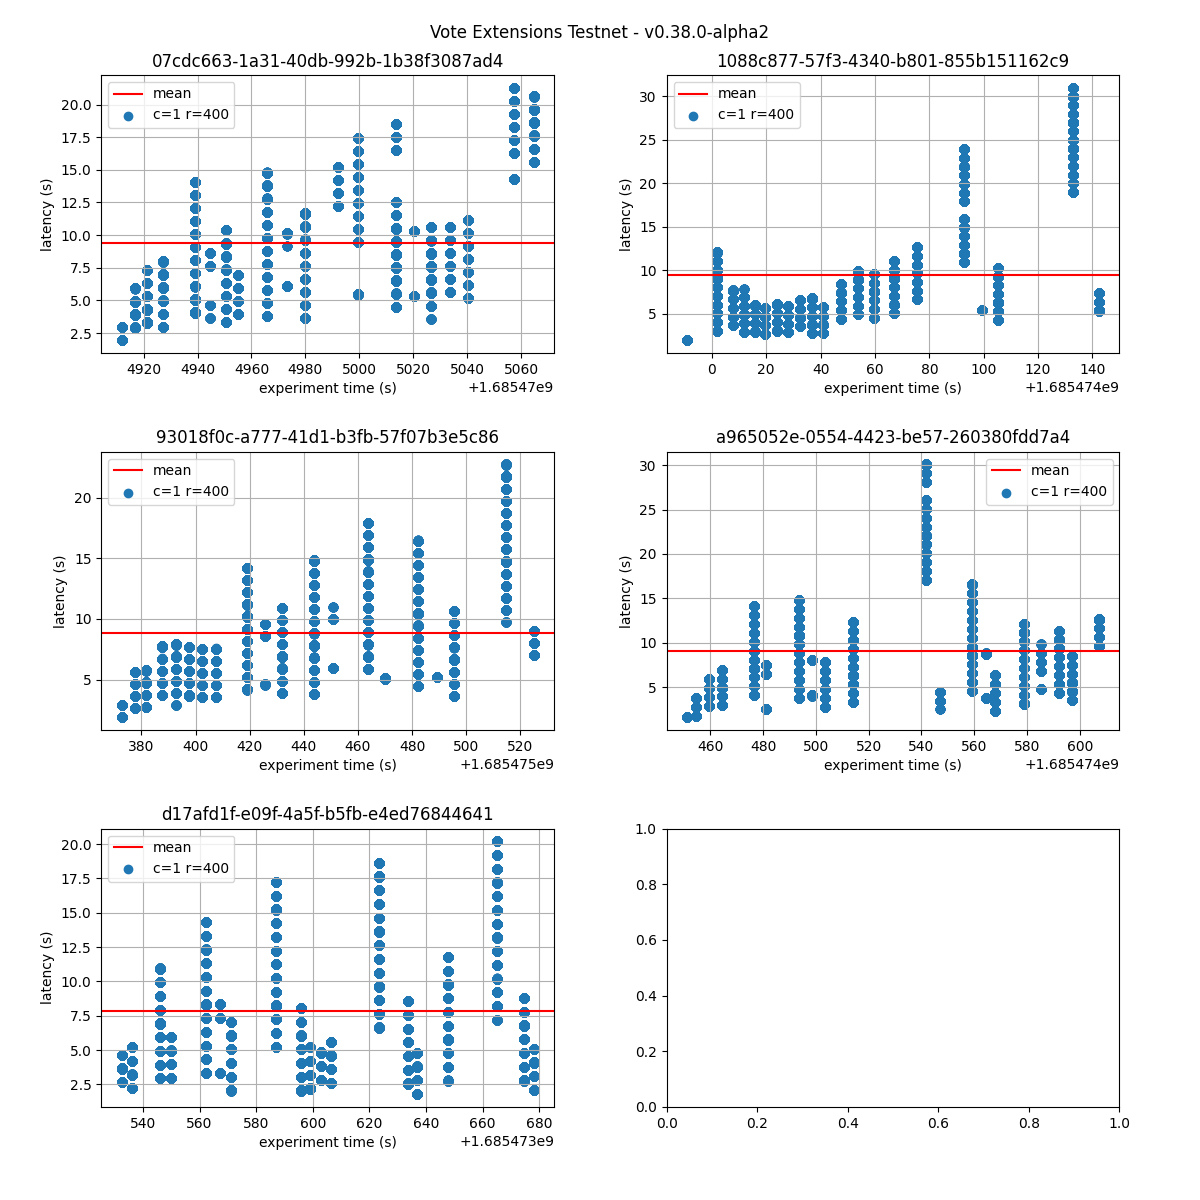 Vote Extensions Testnet - v0.38.0-alpha2
07cdc663-1a31-40db-992b-1b38f3087ad4
mean
c=1 r=400
latency (s)
20.0
17.5
15.0
12.5
10.0
7.5
5.0
2.5
4920 4940 4960 4980 5000 5020 5040 5060
experiment time (s)
+1.68547e9
1088c877-57f3-4340-b801-855b151162c9
mean
c=1 r=400
latency (s)
30
25
20
15
10
5
0 20 40 60 80 100 120 140
experiment time (s)
+1.685474e9
93018f0c-a777-41d1-b3fb-57f07b3e5c86
mean
c=1 r=400
latency (s)
20
15
10
5
380 400 420 440 460 480 500 520
experiment time (s)
+1.685475e9
a965052e-0554-4423-be57-260380fdd7a4
mean
c=1 r=400
latency (s)
30
25
20
15
10
5
460 480 500 520 540 560 580 600
experiment time (s)
+1.685474e9
d17afd1f-e09f-4a5f-b5fb-e4ed76844641
mean
c=1 r=400
latency (s)
20.0
17.5
15.0
12.5
10.0
7.5
5.0
2.5
540 560 580 600 620 640 660 680
experiment time (s)
+1.685473e9
1.0
0.8
0.6
0.4
0.2
0.0
0.0 0.2 0.4 0.6 0.8 1.0